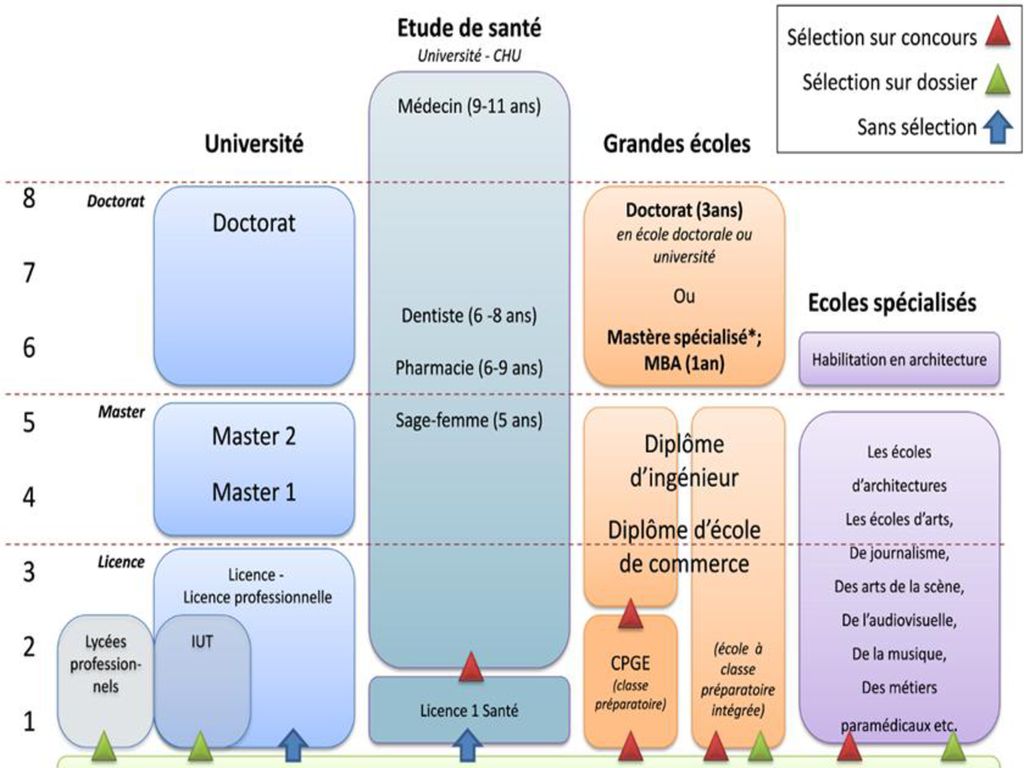 Etude de santé
Université - CHU
Sélection sur concours
Sélection sur dossier
Sans sélection
Université
Grandes écoles
Ecoles spécialisés
8
7
6
5
4
3
2
1
Doctorat
Master
Licence
Doctorat
Master 2
Master 1
Licence -
Licence professionnelle
Lycées
profession-
nels
IUT
Médecin (9-11 ans)
Dentiste (6 -8 ans)
Pharmacie (6-9 ans)
Sage-femme (5 ans)
Licence 1 Santé
Doctorat (3ans)
en école doctorale ou
université
Ou
Mastère spécialisé*;
MBA (1an)
Diplôme
d'ingénieur
Diplôme d'école
de commerce
CPGE
(classe
préparatoire)
(école à
classe
préparatoire
intégrée)
Habilitation en architecture
Les écoles
d'architectures
Les écoles d'arts,
De journalisme,
Des arts de la scène,
De l'audiovisuelle,
De la musique,
Des métiers
paramédicaux etc.